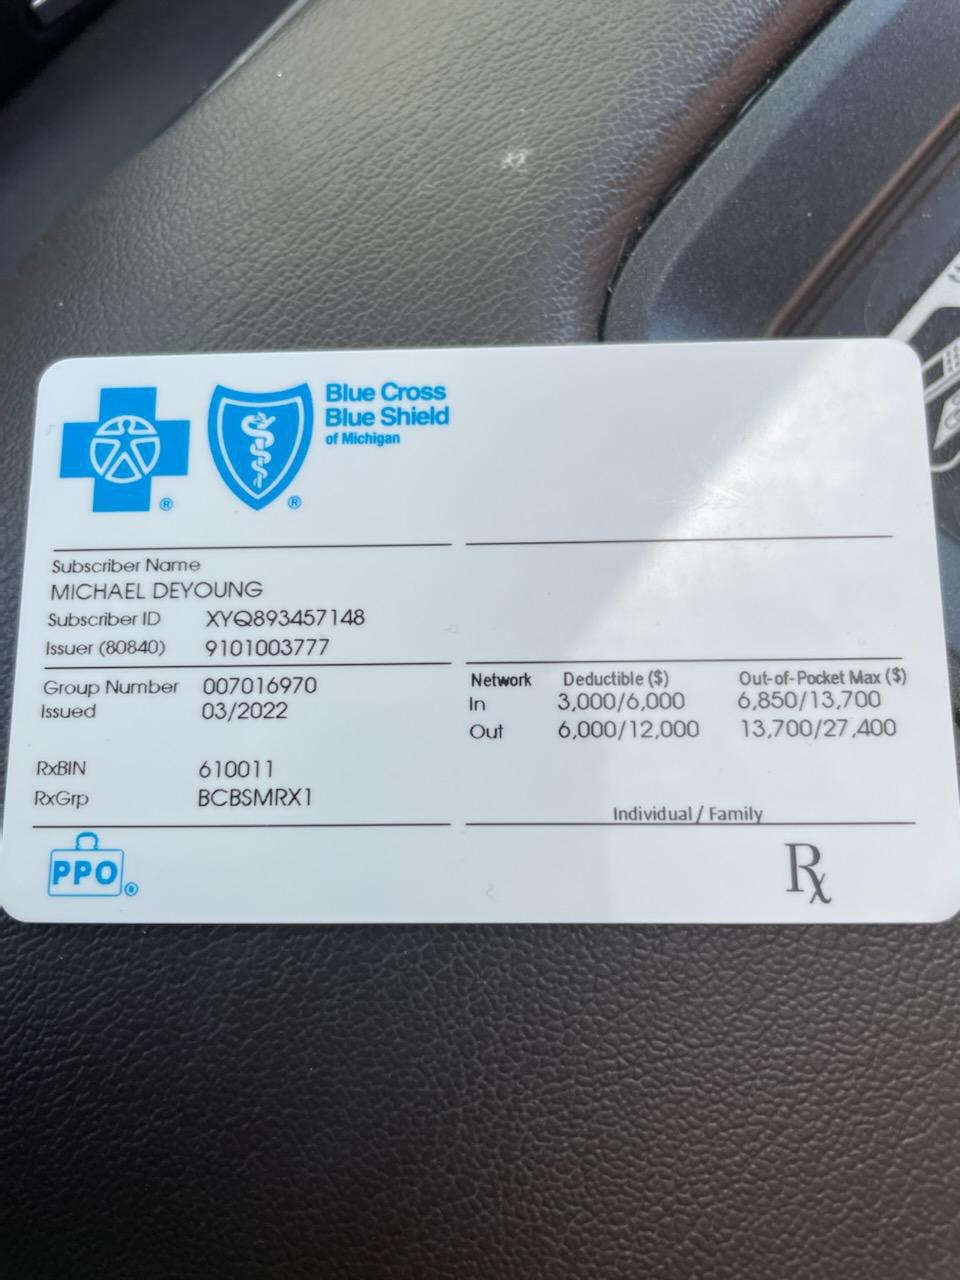 Blue Cross
Blue Shield
of Michigan
®
®
Subscriber Name
MICHAEL DEYOUNG
Subscriber ID XYQ893457148
Issuer (80840) 9101003777
Group Number 007016970
Issued 03/2022
RxBIN 610011
RxGrp BCBSMRX1
Network Deductible ($) Out-of-Pocket Max ($)
In 3,000/6,000 6,850/13,700
Out 6,000/12,000 13,700/27,400
Individual / Family
PPO®
Rx